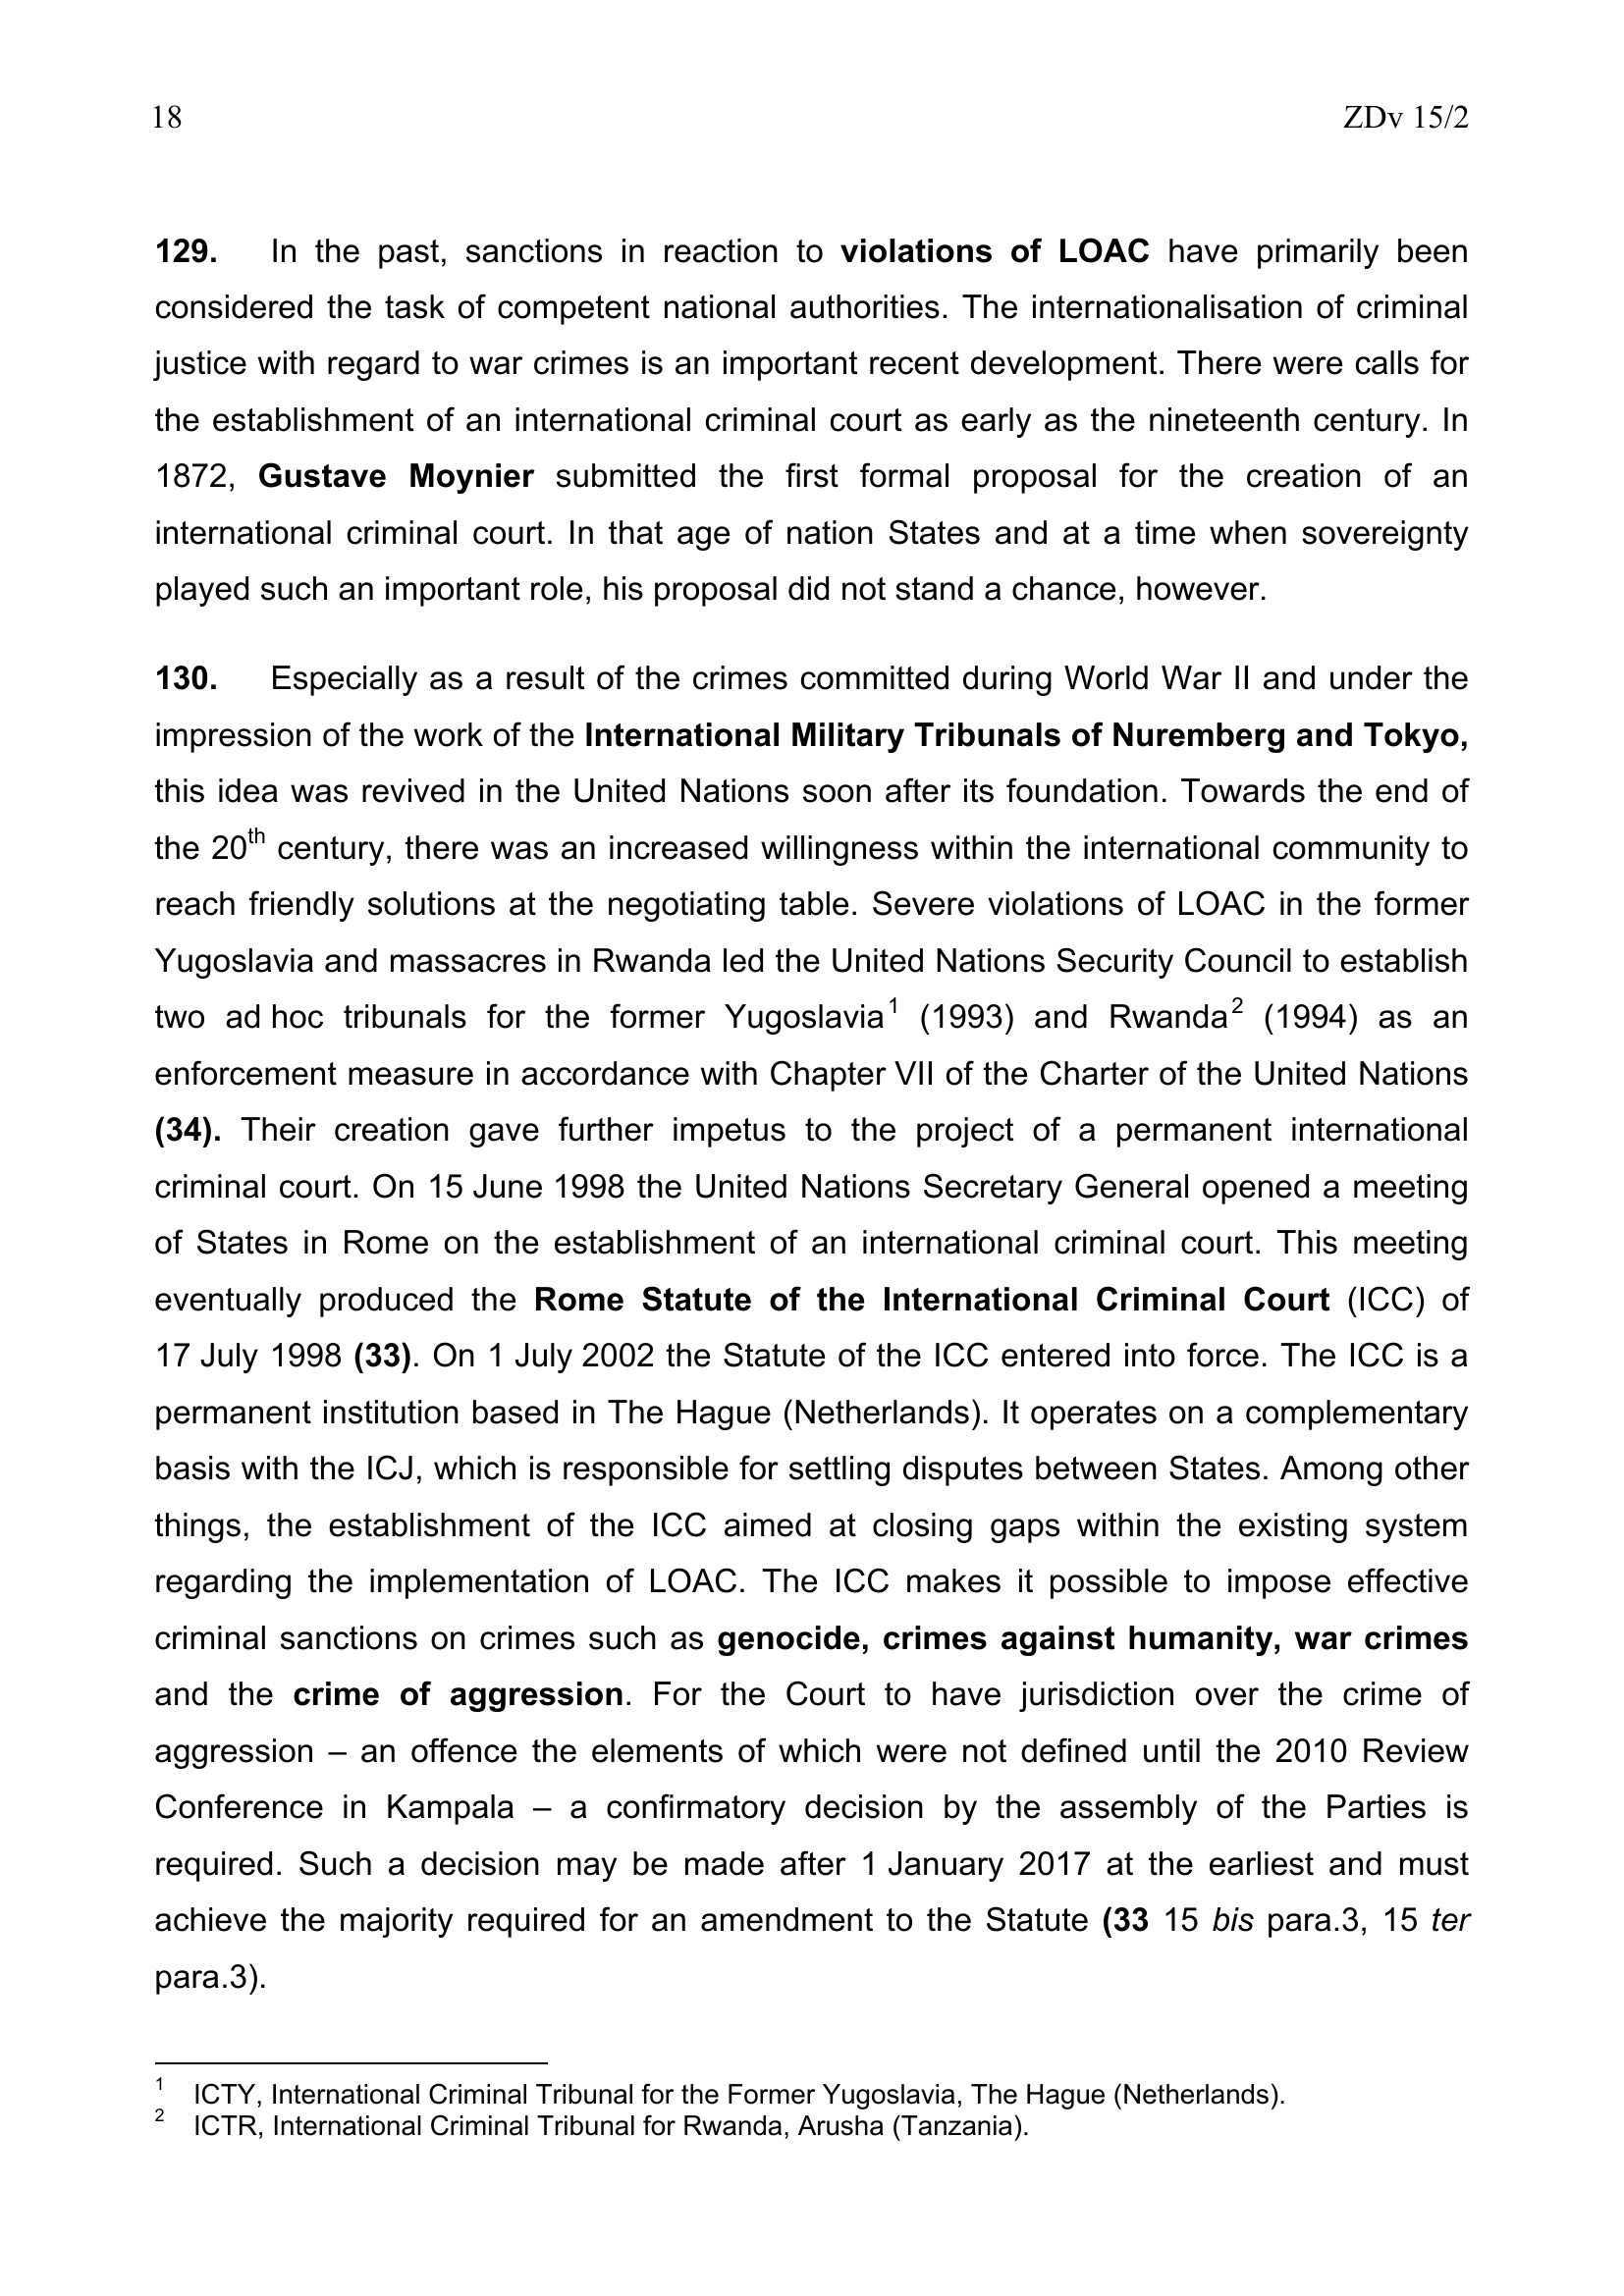 18 ZDv 15/2
129. In the past, sanctions in reaction to violations of LOAC have primarily been
considered the task of competent national authorities. The internationalisation of criminal
justice with regard to war crimes is an important recent development. There were calls for
the establishment of an international criminal court as early as the nineteenth century. In
1872, Gustave Moynier submitted the first formal proposal for the creation of an
international criminal court. In that age of nation States and at a time when sovereignty
played such an important role, his proposal did not stand a chance, however.
130. Especially as a result of the crimes committed during World War II and under the
impression of the work of the International Military Tribunals of Nuremberg and Tokyo,
this idea was revived in the United Nations soon after its foundation. Towards the end of
the 20th century, there was an increased willingness within the international community to
reach friendly solutions at the negotiating table. Severe violations of LOAC in the former
Yugoslavia and massacres in Rwanda led the United Nations Security Council to establish
two ad hoc tribunals for the former Yugoslavia1 (1993) and Rwanda2 (1994) as an
enforcement measure in accordance with Chapter VII of the Charter of the United Nations
(34). Their creation gave further impetus to the project of a permanent international
criminal court. On 15 June 1998 the United Nations Secretary General opened a meeting
of States in Rome on the establishment of an international criminal court. This meeting
eventually produced the Rome Statute of the International Criminal Court (ICC) of
17 July 1998 (33). On 1 July 2002 the Statute of the ICC entered into force. The ICC is a
permanent institution based in The Hague (Netherlands). It operates on a complementary
basis with the ICJ, which is responsible for settling disputes between States. Among other
things, the establishment of the ICC aimed at closing gaps within the existing system
regarding the implementation of LOAC. The ICC makes it possible to impose effective
criminal sanctions on crimes such as genocide, crimes against humanity, war crimes
and the crime of aggression. For the Court to have jurisdiction over the crime of
aggression – an offence the elements of which were not defined until the 2010 Review
Conference in Kampala – a confirmatory decision by the assembly of the Parties is
required. Such a decision may be made after 1 January 2017 at the earliest and must
achieve the majority required for an amendment to the Statute (33 15 bis para.3, 15 ter
para.3).
1 ICTY, International Criminal Tribunal for the Former Yugoslavia, The Hague (Netherlands).
2 ICTR, International Criminal Tribunal for Rwanda, Arusha (Tanzania).